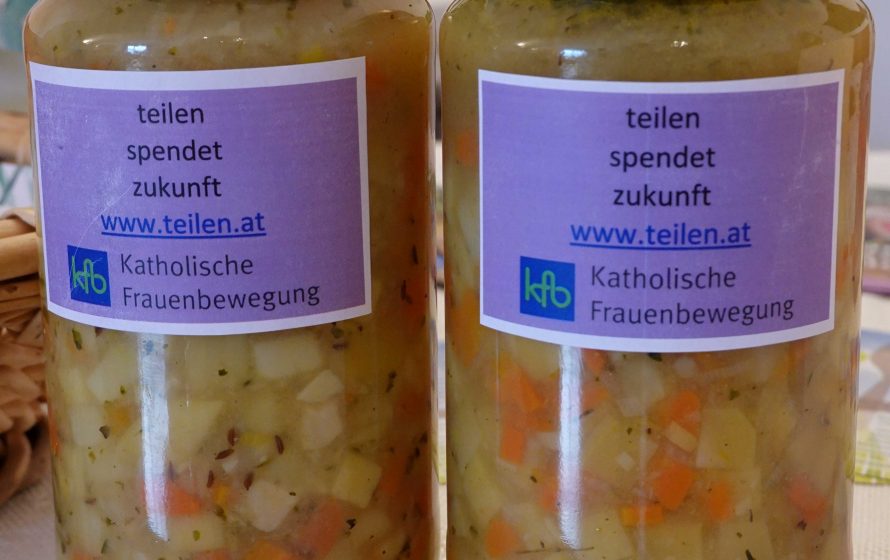 teilen
spendet
zukunft
www.teilen.at
kfb Katholische
Frauenbewegung
teilen
spendet
zukunft
www.teilen.at
kfb Katholische
Frauenbewegung